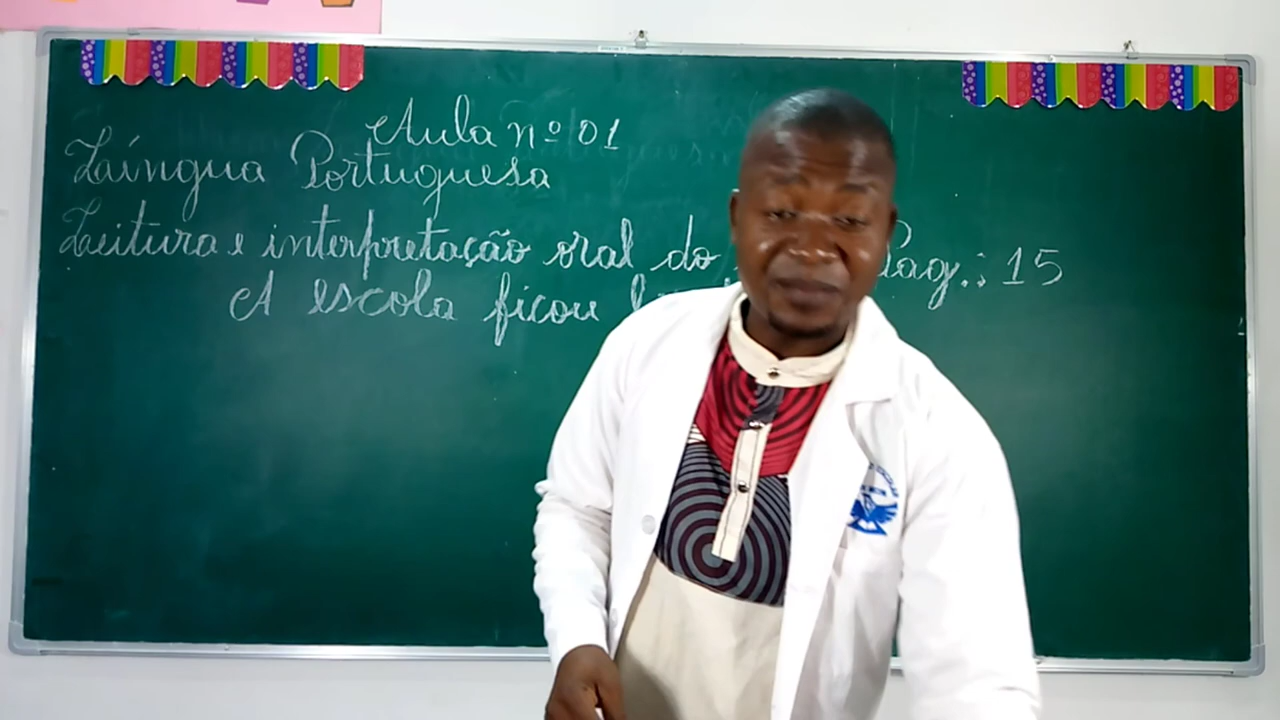 Aula nº 01
Língua Portuguesa
Leitura e interpretação oral do Pag.: 15
A escola ficou